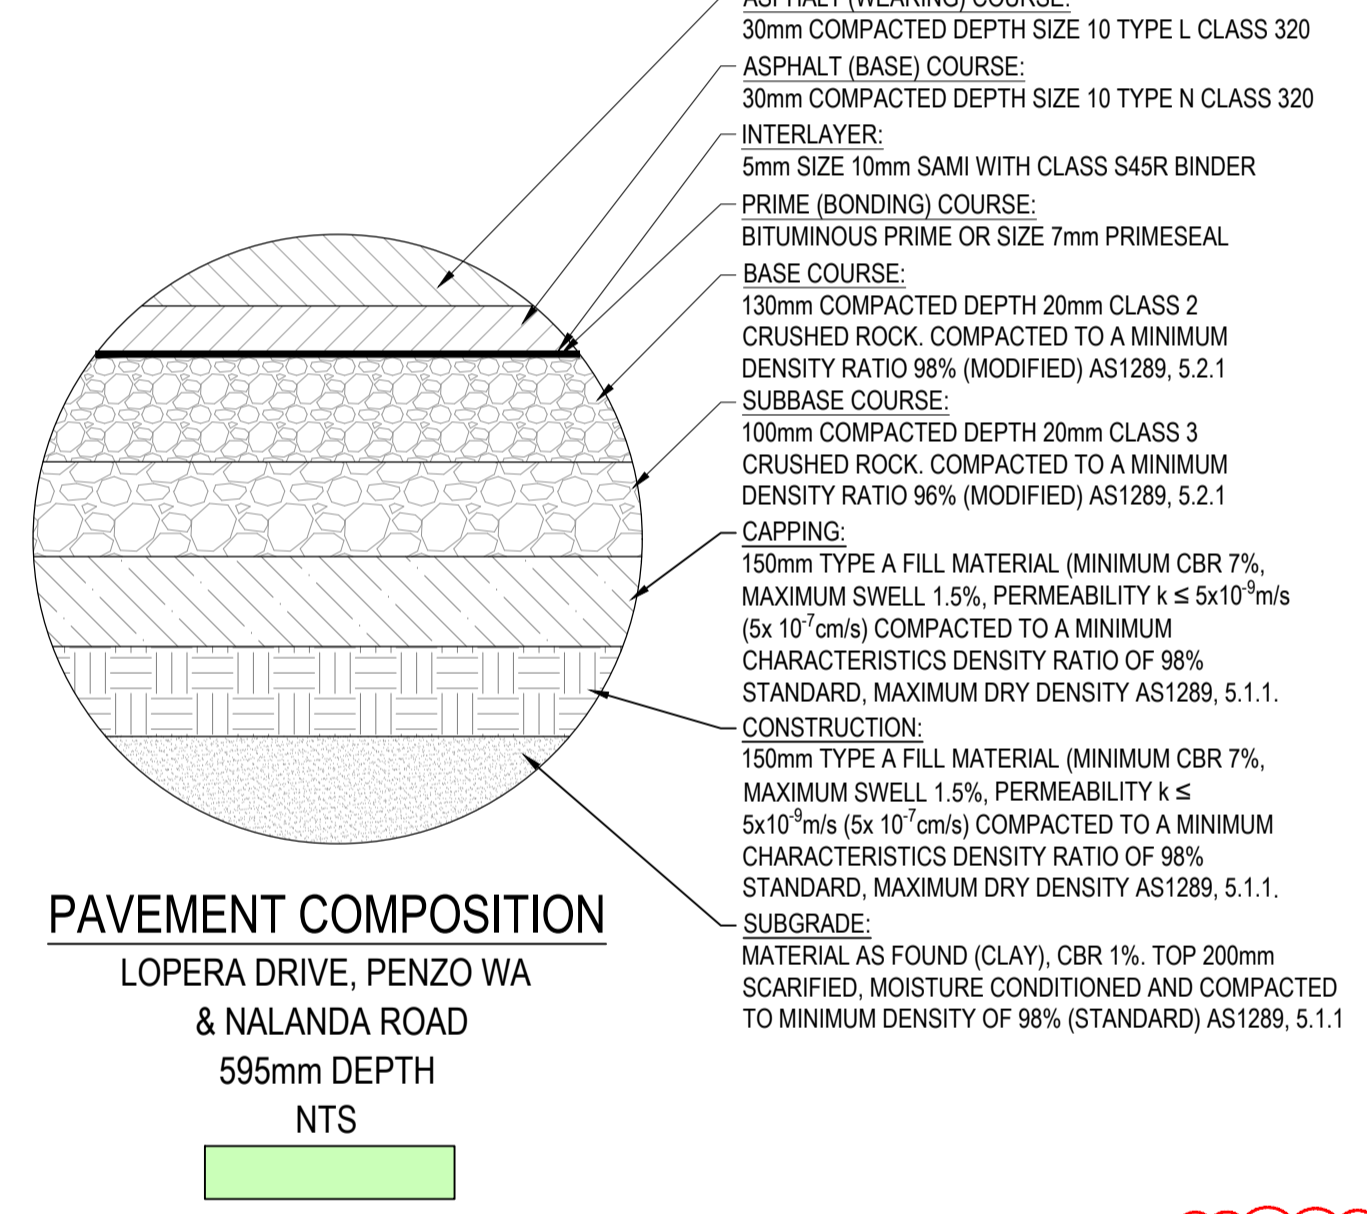 ASPHALT (WEARING) COURSE:
30mm COMPACTED DEPTH SIZE 10 TYPE L CLASS 320
ASPHALT (BASE) COURSE:
30mm COMPACTED DEPTH SIZE 10 TYPE N CLASS 320
INTERLAYER:
5mm SIZE 10mm SAMI WITH CLASS S45R BINDER
PRIME (BONDING) COURSE:
BITUMINOUS PRIME OR SIZE 7mm PRIMESEAL
BASE COURSE:
130mm COMPACTED DEPTH 20mm CLASS 2
CRUSHED ROCK. COMPACTED TO A MINIMUM
DENSITY RATIO 98% (MODIFIED) AS1289, 5.2.1
SUBBASE COURSE:
100mm COMPACTED DEPTH 20mm CLASS 3
CRUSHED ROCK. COMPACTED TO A MINIMUM
DENSITY RATIO 96% (MODIFIED) AS1289, 5.2.1
CAPPING:
150mm TYPE A FILL MATERIAL (MINIMUM CBR 7%,
MAXIMUM SWELL 1.5%, PERMEABILITY k ≤ 5x10⁻⁹m/s
(5x 10⁻⁷cm/s) COMPACTED TO A MINIMUM
CHARACTERISTICS DENSITY RATIO OF 98%
STANDARD, MAXIMUM DRY DENSITY AS1289, 5.1.1.
CONSTRUCTION:
150mm TYPE A FILL MATERIAL (MINIMUM CBR 7%,
MAXIMUM SWELL 1.5%, PERMEABILITY k ≤
5x10⁻⁹m/s (5x 10⁻⁷cm/s) COMPACTED TO A MINIMUM
CHARACTERISTICS DENSITY RATIO OF 98%
STANDARD, MAXIMUM DRY DENSITY AS1289, 5.1.1.
SUBGRADE:
MATERIAL AS FOUND (CLAY), CBR 1%. TOP 200mm
SCARIFIED, MOISTURE CONDITIONED AND COMPACTED
TO MINIMUM DENSITY OF 98% (STANDARD) AS1289, 5.1.1
PAVEMENT COMPOSITION
LOPERA DRIVE, PENZO WA
& NALANDA ROAD
595mm DEPTH
NTS